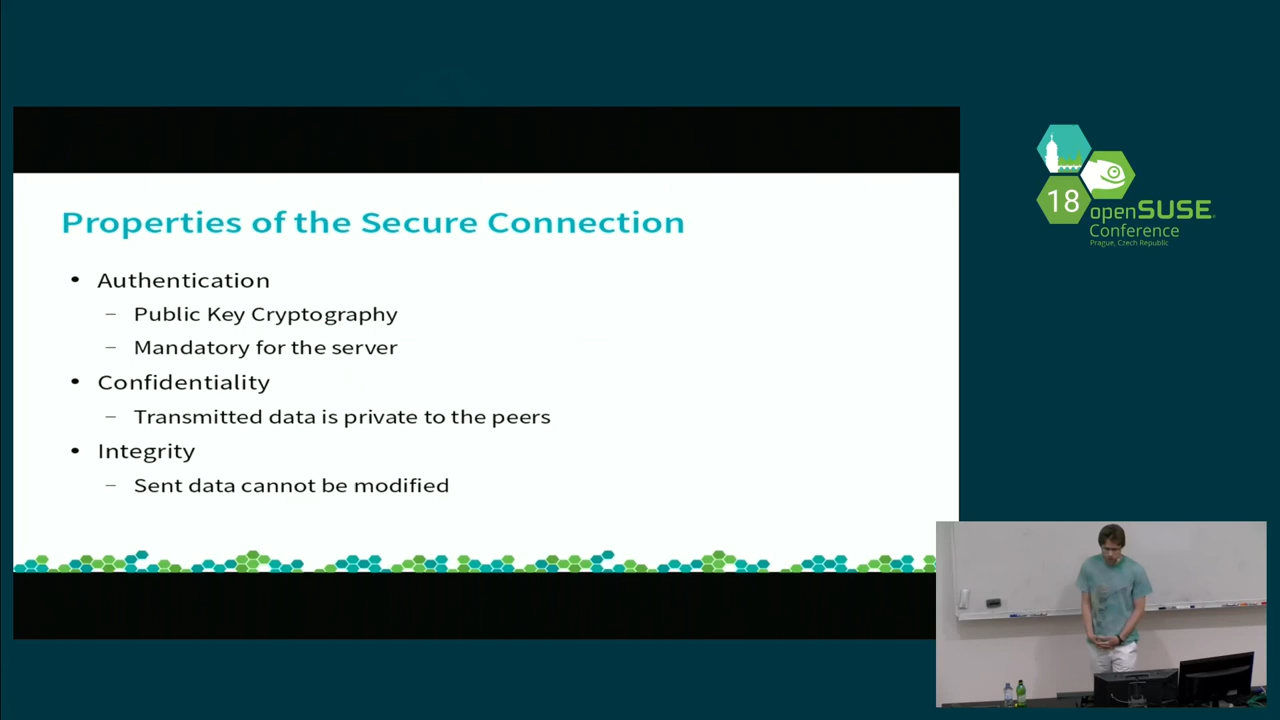 Properties of the Secure Connection
• Authentication
– Public Key Cryptography
– Mandatory for the server
• Confidentiality
– Transmitted data is private to the peers
• Integrity
– Sent data cannot be modified
18
openSUSE
Conference
Prague, Czech Republic